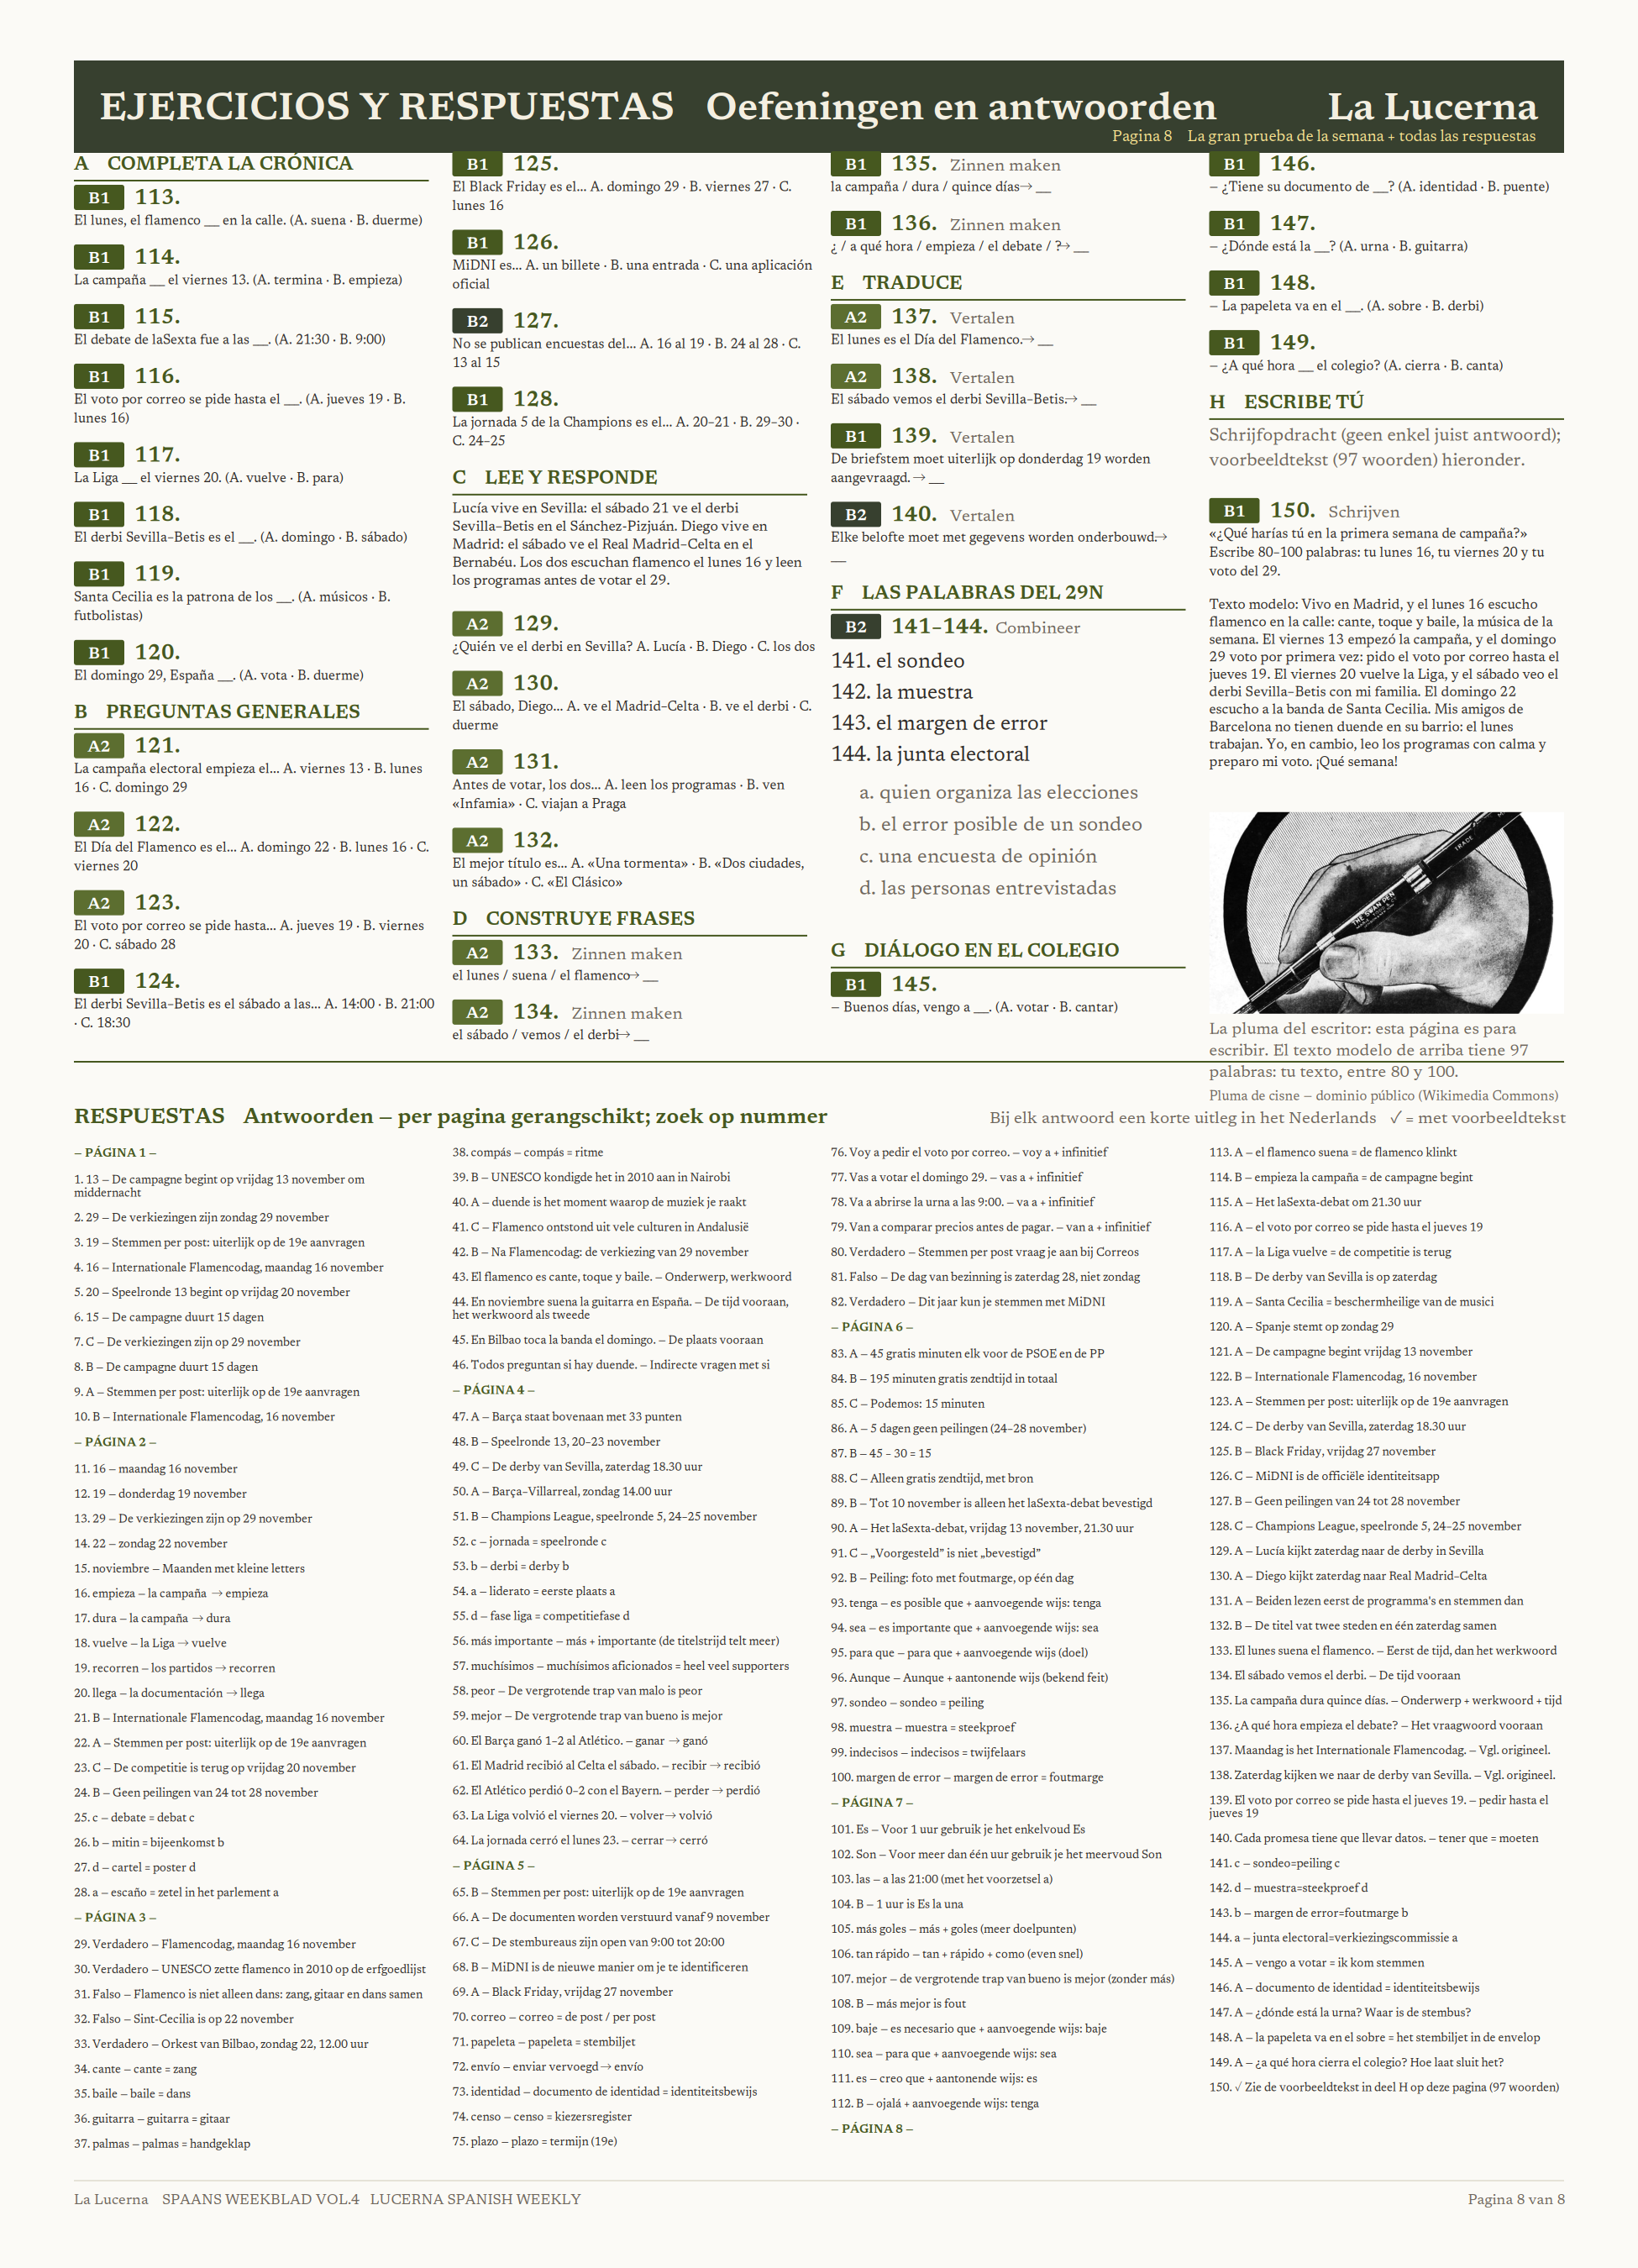 EJERCICIOS Y RESPUESTAS Oefeningen en antwoorden La Lucerna
Pagina 8 La gran prueba de la semana + todas las respuestas
A COMPLETA LA CRÓNICA
B1 113.
El lunes, el flamenco __ en la calle. (A. suena · B. duerme)
B1 114.
La campaña __ el viernes 13. (A. termina · B. empieza)
B1 115.
El debate de laSexta fue a las __. (A. 21:30 · B. 9:00)
B1 116.
El voto por correo se pide hasta el __. (A. jueves 19 · B.
lunes 16)
B1 117.
La Liga __ el viernes 20. (A. vuelve · B. para)
B1 118.
El derbi Sevilla–Betis es el __. (A. domingo · B. sábado)
B1 119.
Santa Cecilia es la patrona de los __. (A. músicos · B.
futbolistas)
B1 120.
El domingo 29, España __. (A. vota · B. duerme)
B PREGUNTAS GENERALES
A2 121.
La campaña electoral empieza el... A. viernes 13 · B. lunes
16 · C. domingo 29
A2 122.
El Día del Flamenco es el... A. domingo 22 · B. lunes 16 · C.
viernes 20
A2 123.
El voto por correo se pide hasta... A. jueves 19 · B. viernes
20 · C. sábado 28
B1 124.
El derbi Sevilla–Betis es el sábado a las... A. 14:00 · B. 21:00
· C. 18:30
B1 125.
El Black Friday es el... A. domingo 29 · B. viernes 27 · C.
lunes 16
B1 126.
MiDNI es... A. un billete · B. una entrada · C. una aplicación
oficial
B2 127.
No se publican encuestas del... A. 16 al 19 · B. 24 al 28 · C.
13 al 15
B1 128.
La jornada 5 de la Champions es el... A. 20–21 · B. 29–30 ·
C. 24–25
C LEE Y RESPONDE
Lucía vive en Sevilla: el sábado 21 ve el derbi
Sevilla–Betis en el Sánchez-Pizjuán. Diego vive en
Madrid: el sábado ve el Real Madrid–Celta en el
Bernabéu. Los dos escuchan flamenco el lunes 16 y leen
los programas antes de votar el 29.
A2 129.
¿Quién ve el derbi en Sevilla? A. Lucía · B. Diego · C. los dos
A2 130.
El sábado, Diego... A. ve el Madrid–Celta · B. ve el derbi · C.
duerme
A2 131.
Antes de votar, los dos... A. leen los programas · B. ven
«Infamia» · C. viajan a Praga
A2 132.
El mejor título es... A. «Una tormenta» · B. «Dos ciudades,
un sábado» · C. «El Clásico»
D CONSTRUYE FRASES
A2 133. Zinnen maken
el lunes / suena / el flamenco→ __
A2 134. Zinnen maken
el sábado / vemos / el derbi→ __
B1 135. Zinnen maken
la campaña / dura / quince días→ __
B1 136. Zinnen maken
¿ / a qué hora / empieza / el debate / ?→ __
E TRADUCE
A2 137. Vertalen
El lunes es el Día del Flamenco.→ __
A2 138. Vertalen
El sábado vemos el derbi Sevilla–Betis.→ __
B1 139. Vertalen
De briefstem moet uiterlijk op donderdag 19 worden
aangevraagd.→ __
B2 140. Vertalen
Elke belofte moet met gegevens worden onderbouwd.→
__
F LAS PALABRAS DEL 29N
B2 141–144. Combineer
141. el sondeo
142. la muestra
143. el margen de error
144. la junta electoral
a. quien organiza las elecciones
b. el error posible de un sondeo
c. una encuesta de opinión
d. las personas entrevistadas
G DIÁLOGO EN EL COLEGIO
B1 145.
– Buenos días, vengo a __. (A. votar · B. cantar)
B1 146.
– ¿Tiene su documento de __? (A. identidad · B. puente)
B1 147.
– ¿Dónde está la __? (A. urna · B. guitarra)
B1 148.
– La papeleta va en el __. (A. sobre · B. derbi)
B1 149.
– ¿A qué hora __ el colegio? (A. cierra · B. canta)
H ESCRIBE TÚ
Schrijfopdracht (geen enkel juist antwoord);
voorbeeldtekst (97 woorden) hieronder.
B1 150. Schrijven
«¿Qué harías tú en la primera semana de campaña?»
Escribe 80–100 palabras: tu lunes 16, tu viernes 20 y tu
voto del 29.
Texto modelo: Vivo en Madrid, y el lunes 16 escucho
flamenco en la calle: cante, toque y baile, la música de la
semana. El viernes 13 empezó la campaña, y el domingo
29 voto por primera vez: pido el voto por correo hasta el
jueves 19. El viernes 20 vuelve la Liga, y el sábado veo el
derbi Sevilla–Betis con mi familia. El domingo 22
escucho a la banda de Santa Cecilia. Mis amigos de
Barcelona no tienen duende en su barrio: el lunes
trabajan. Yo, en cambio, leo los programas con calma y
preparo mi voto. ¡Qué semana!
TRADE
THE SWAN PEN
La pluma del escritor: esta página es para
escribir. El texto modelo de arriba tiene 97
palabras: tu texto, entre 80 y 100.
Pluma de cisne – dominio público (Wikimedia Commons)
RESPUESTAS Antwoorden – per pagina gerangschikt; zoek op nummer
Bij elk antwoord een korte uitleg in het Nederlands ✓ = met voorbeeldtekst
– PÁGINA 1 –
1. 13 – De campagne begint op vrijdag 13 november om
middernacht
2. 29 – De verkiezingen zijn zondag 29 november
3. 19 – Stemmen per post: uiterlijk op de 19e aanvragen
4. 16 – Internationale Flamencodag, maandag 16 november
5. 20 – Speelronde 13 begint op vrijdag 20 november
6. 15 – De campagne duurt 15 dagen
7. C – De verkiezingen zijn op 29 november
8. B – De campagne duurt 15 dagen
9. A – Stemmen per post: uiterlijk op de 19e aanvragen
10. B – Internationale Flamencodag, 16 november
– PÁGINA 2 –
11. 16 – maandag 16 november
12. 19 – donderdag 19 november
13. 29 – De verkiezingen zijn op 29 november
14. 22 – zondag 22 november
15. noviembre – Maanden met kleine letters
16. empieza – la campaña → empieza
17. dura – la campaña → dura
18. vuelve – la Liga → vuelve
19. recorren – los partidos → recorren
20. llega – la documentación → llega
21. B – Internationale Flamencodag, maandag 16 november
22. A – Stemmen per post: uiterlijk op de 19e aanvragen
23. C – De competitie is terug op vrijdag 20 november
24. B – Geen peilingen van 24 tot 28 november
25. c – debate = debat c
26. b – mitin = bijeenkomst b
27. d – cartel = poster d
28. a – escaño = zetel in het parlement a
– PÁGINA 3 –
29. Verdadero – Flamencodag, maandag 16 november
30. Verdadero – UNESCO zette flamenco in 2010 op de erfgoedlijst
31. Falso – Flamenco is niet alleen dans: zang, gitaar en dans samen
32. Falso – Sint-Cecilia is op 22 november
33. Verdadero – Orkest van Bilbao, zondag 22, 12.00 uur
34. cante – cante = zang
35. baile – baile = dans
36. guitarra – guitarra = gitaar
37. palmas – palmas = handgeklap
38. compás – compás = ritme
39. B – UNESCO kondigde het in 2010 aan in Nairobi
40. A – duende is het moment waarop de muziek je raakt
41. C – Flamenco ontstond uit vele culturen in Andalusië
42. B – Na Flamencodag: de verkiezing van 29 november
43. El flamenco es cante, toque y baile. – Onderwerp, werkwoord
44. En noviembre suena la guitarra en España. – De tijd vooraan,
het werkwoord als tweede
45. En Bilbao toca la banda el domingo. – De plaats vooraan
46. Todos preguntan si hay duende. – Indirecte vragen met si
– PÁGINA 4 –
47. A – Barça staat bovenaan met 33 punten
48. B – Speelronde 13, 20–23 november
49. C – De derby van Sevilla, zaterdag 18.30 uur
50. A – Barça–Villarreal, zondag 14.00 uur
51. B – Champions League, speelronde 5, 24–25 november
52. c – jornada = speelronde c
53. b – derbi = derby b
54. a – liderato = eerste plaats a
55. d – fase liga = competitiefase d
56. más importante – más + importante (de titelstrijd telt meer)
57. muchísimos – muchísimos aficionados = heel veel supporters
58. peor – De vergrotende trap van malo is peor
59. mejor – De vergrotende trap van bueno is mejor
60. El Barça ganó 1–2 al Atlético. – ganar → ganó
61. El Madrid recibió al Celta el sábado. – recibir → recibió
62. El Atlético perdió 0–2 con el Bayern. – perder → perdió
63. La Liga volvió el viernes 20. – volver → volvió
64. La jornada cerró el lunes 23. – cerrar → cerró
– PÁGINA 5 –
65. B – Stemmen per post: uiterlijk op de 19e aanvragen
66. A – De documenten worden verstuurd vanaf 9 november
67. C – De stembureaus zijn open van 9:00 tot 20:00
68. B – MiDNI is de nieuwe manier om je te identificeren
69. A – Black Friday, vrijdag 27 november
70. correo – correo = de post / per post
71. papeleta – papeleta = stembiljet
72. envío – enviar vervoegd → envío
73. identidad – documento de identidad = identiteitsbewijs
74. censo – censo = kiezersregister
75. plazo – plazo = termijn (19e)
76. Voy a pedir el voto por correo. – voy a + infinitief
77. Vas a votar el domingo 29. – vas a + infinitief
78. Va a abrirse la urna a las 9:00. – va a + infinitief
79. Van a comparar precios antes de pagar. – van a + infinitief
80. Verdadero – Stemmen per post vraag je aan bij Correos
81. Falso – De dag van bezinning is zaterdag 28, niet zondag
82. Verdadero – Dit jaar kun je stemmen met MiDNI
– PÁGINA 6 –
83. A – 45 gratis minuten elk voor de PSOE en de PP
84. B – 195 minuten gratis zendtijd in totaal
85. C – Podemos: 15 minuten
86. A – 5 dagen geen peilingen (24–28 november)
87. B – 45 – 30 = 15
88. C – Alleen gratis zendtijd, met bron
89. B – Tot 10 november is alleen het laSexta-debat bevestigd
90. A – Het laSexta-debat, vrijdag 13 november, 21.30 uur
91. C – „Voorgesteld” is niet „bevestigd”
92. B – Peiling: foto met foutmarge, op één dag
93. tenga – es posible que + aanvoegende wijs: tenga
94. sea – es importante que + aanvoegende wijs: sea
95. para que – para que + aanvoegende wijs (doel)
96. Aunque – Aunque + aantonende wijs (bekend feit)
97. sondeo – sondeo = peiling
98. muestra – muestra = steekproef
99. indecisos – indecisos = twijfelaars
100. margen de error – margen de error = foutmarge
– PÁGINA 7 –
101. Es – Voor 1 uur gebruik je het enkelvoud Es
102. Son – Voor meer dan één uur gebruik je het meervoud Son
103. las – a las 21:00 (met het voorzetsel a)
104. B – 1 uur is Es la una
105. más goles – más + goles (meer doelpunten)
106. tan rápido – tan + rápido + como (even snel)
107. mejor – de vergrotende trap van bueno is mejor (zonder más)
108. B – más mejor is fout
109. baje – es necesario que + aanvoegende wijs: baje
110. sea – para que + aanvoegende wijs: sea
111. es – creo que + aantonende wijs: es
112. B – ojalá + aanvoegende wijs: tenga
– PÁGINA 8 –
113. A – el flamenco suena = de flamenco klinkt
114. B – empieza la campaña = de campagne begint
115. A – Het laSexta-debat om 21.30 uur
116. A – el voto por correo se pide hasta el jueves 19
117. A – la Liga vuelve = de competitie is terug
118. B – De derby van Sevilla is op zaterdag
119. A – Santa Cecilia = beschermheilige van de musici
120. A – Spanje stemt op zondag 29
121. A – De campagne begint vrijdag 13 november
122. B – Internationale Flamencodag, 16 november
123. A – Stemmen per post: uiterlijk op de 19e aanvragen
124. C – De derby van Sevilla, zaterdag 18.30 uur
125. B – Black Friday, vrijdag 27 november
126. C – MiDNI is de officiële identiteitsapp
127. B – Geen peilingen van 24 tot 28 november
128. C – Champions League, speelronde 5, 24–25 november
129. A – Lucía kijkt zaterdag naar de derby in Sevilla
130. A – Diego kijkt zaterdag naar Real Madrid–Celta
131. A – Beiden lezen eerst de programma's en stemmen dan
132. B – De titel vat twee steden en één zaterdag samen
133. El lunes suena el flamenco. – Eerst de tijd, dan het werkwoord
134. El sábado vemos el derbi. – De tijd vooraan
135. La campaña dura quince días. – Onderwerp + werkwoord + tijd
136. ¿A qué hora empieza el debate? – Het vraagwoord vooraan
137. Maandag is het Internationale Flamencodag. – Vgl. origineel.
138. Zaterdag kijken we naar de derby van Sevilla. – Vgl. origineel.
139. El voto por correo se pide hasta el jueves 19. – pedir hasta el
jueves 19
140. Cada promesa tiene que llevar datos. – tener que = moeten
141. c – sondeo=peiling c
142. d – muestra=steekproef d
143. b – margen de error=foutmarge b
144. a – junta electoral=verkiezingscommissie a
145. A – vengo a votar = ik kom stemmen
146. A – documento de identidad = identiteitsbewijs
147. A – ¿dónde está la urna? Waar is de stembus?
148. A – la papeleta va en el sobre = het stembiljet in de envelop
149. A – ¿a qué hora cierra el colegio? Hoe laat sluit het?
150. ✓ Zie de voorbeeldtekst in deel H op deze pagina (97 woorden)
La Lucerna SPAANS WEEKBLAD VOL.4 LUCERNA SPANISH WEEKLY
Pagina 8 van 8